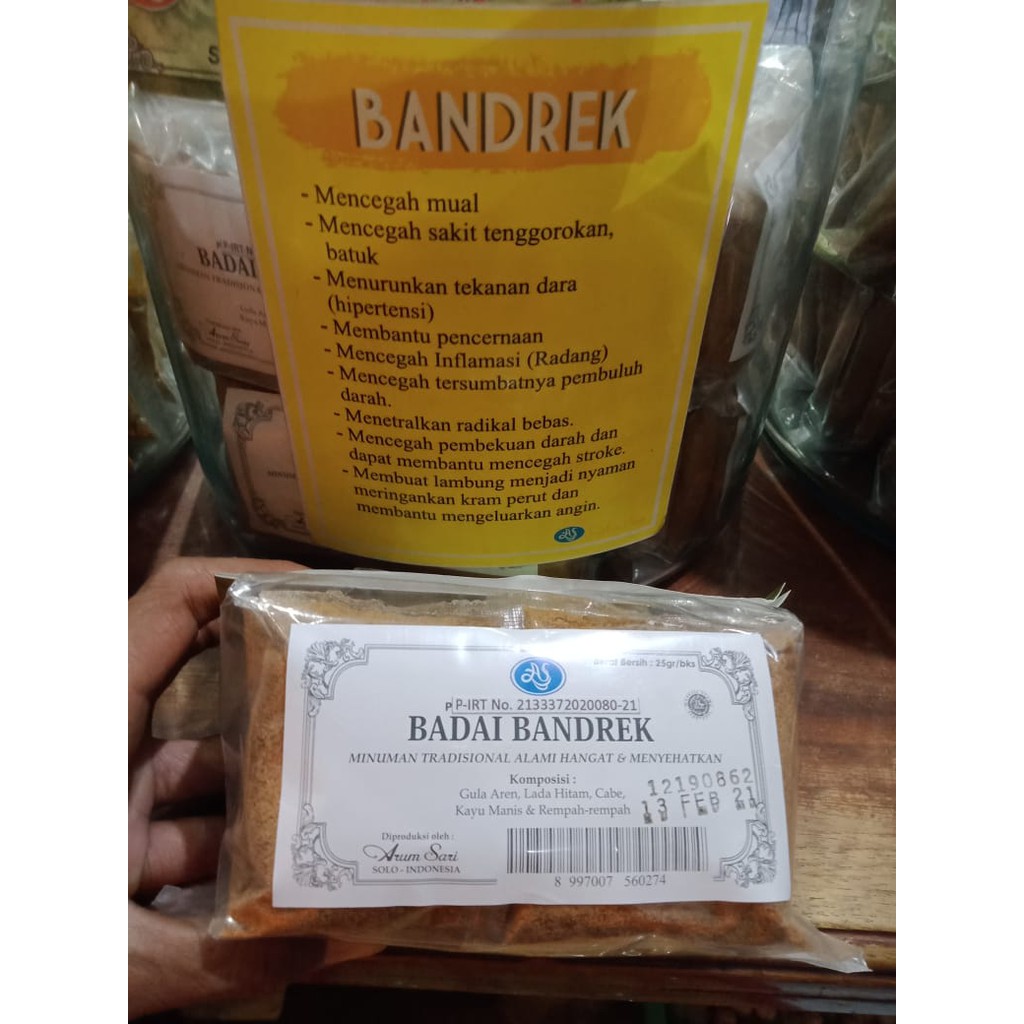 BANDREK
- Mencegah mual
- Mencegah sakit tenggorokan,
batuk
- Menurunkan tekanan dara
(hipertensi)
- Membantu pencernaan
- Mencegah Inflamasi (Radang)
- Mencegah tersumbatnya pembuluh
darah.
- Menetralkan radikal bebas.
- Mencegah pembekuan darah dan
dapat membantu mencegah stroke.
- Membuat lambung menjadi nyaman
meringankan kram perut dan
membantu mengeluarkan angin.
AS
BADAI
AS
Berat Bersih : 25gr/bks
P-IRT No. 2133372020080-21
BADAI BANDREK
MINUMAN TRADISIONAL ALAMI HANGAT & MENYEHATKAN
Komposisi :
Gula Aren, Lada Hitam, Cabe,
Kayu Manis & Rempah-rempah
12190862
13 FEB 21
Diproduksi oleh :
Arum Sari
SOLO - INDONESIA
8 997007 560274